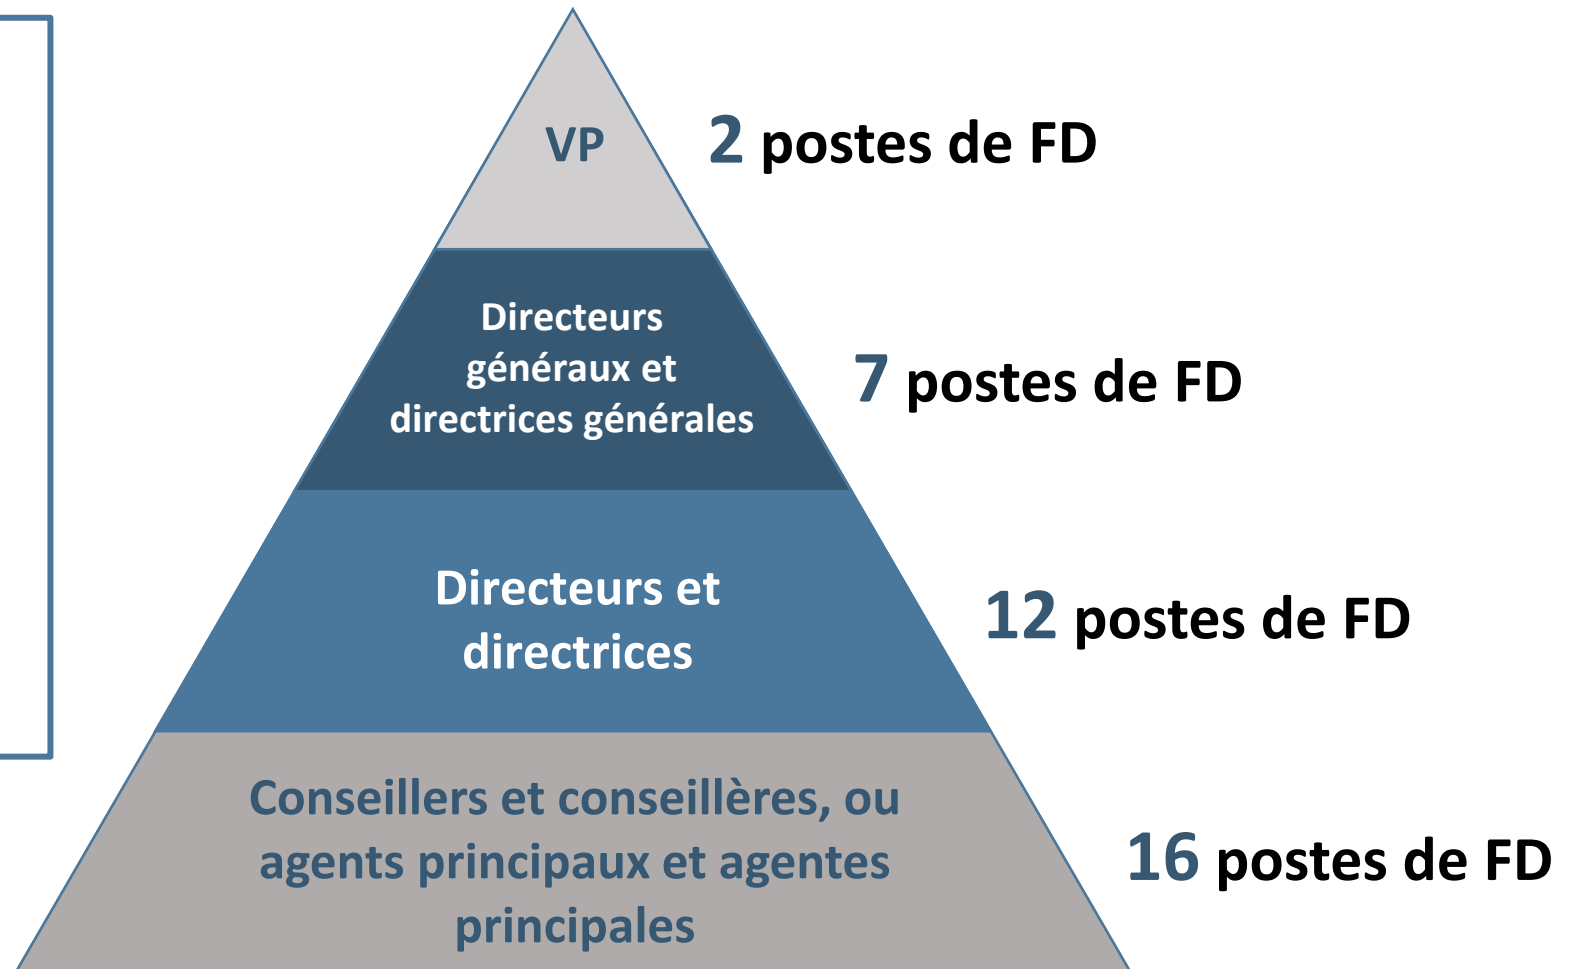 VP
2 postes de FD
Directeurs
généraux et
directrices générales
7 postes de FD
Directeurs et
directrices
12 postes de FD
Conseillers et conseillères, ou
agents principaux et agentes
principales
16 postes de FD